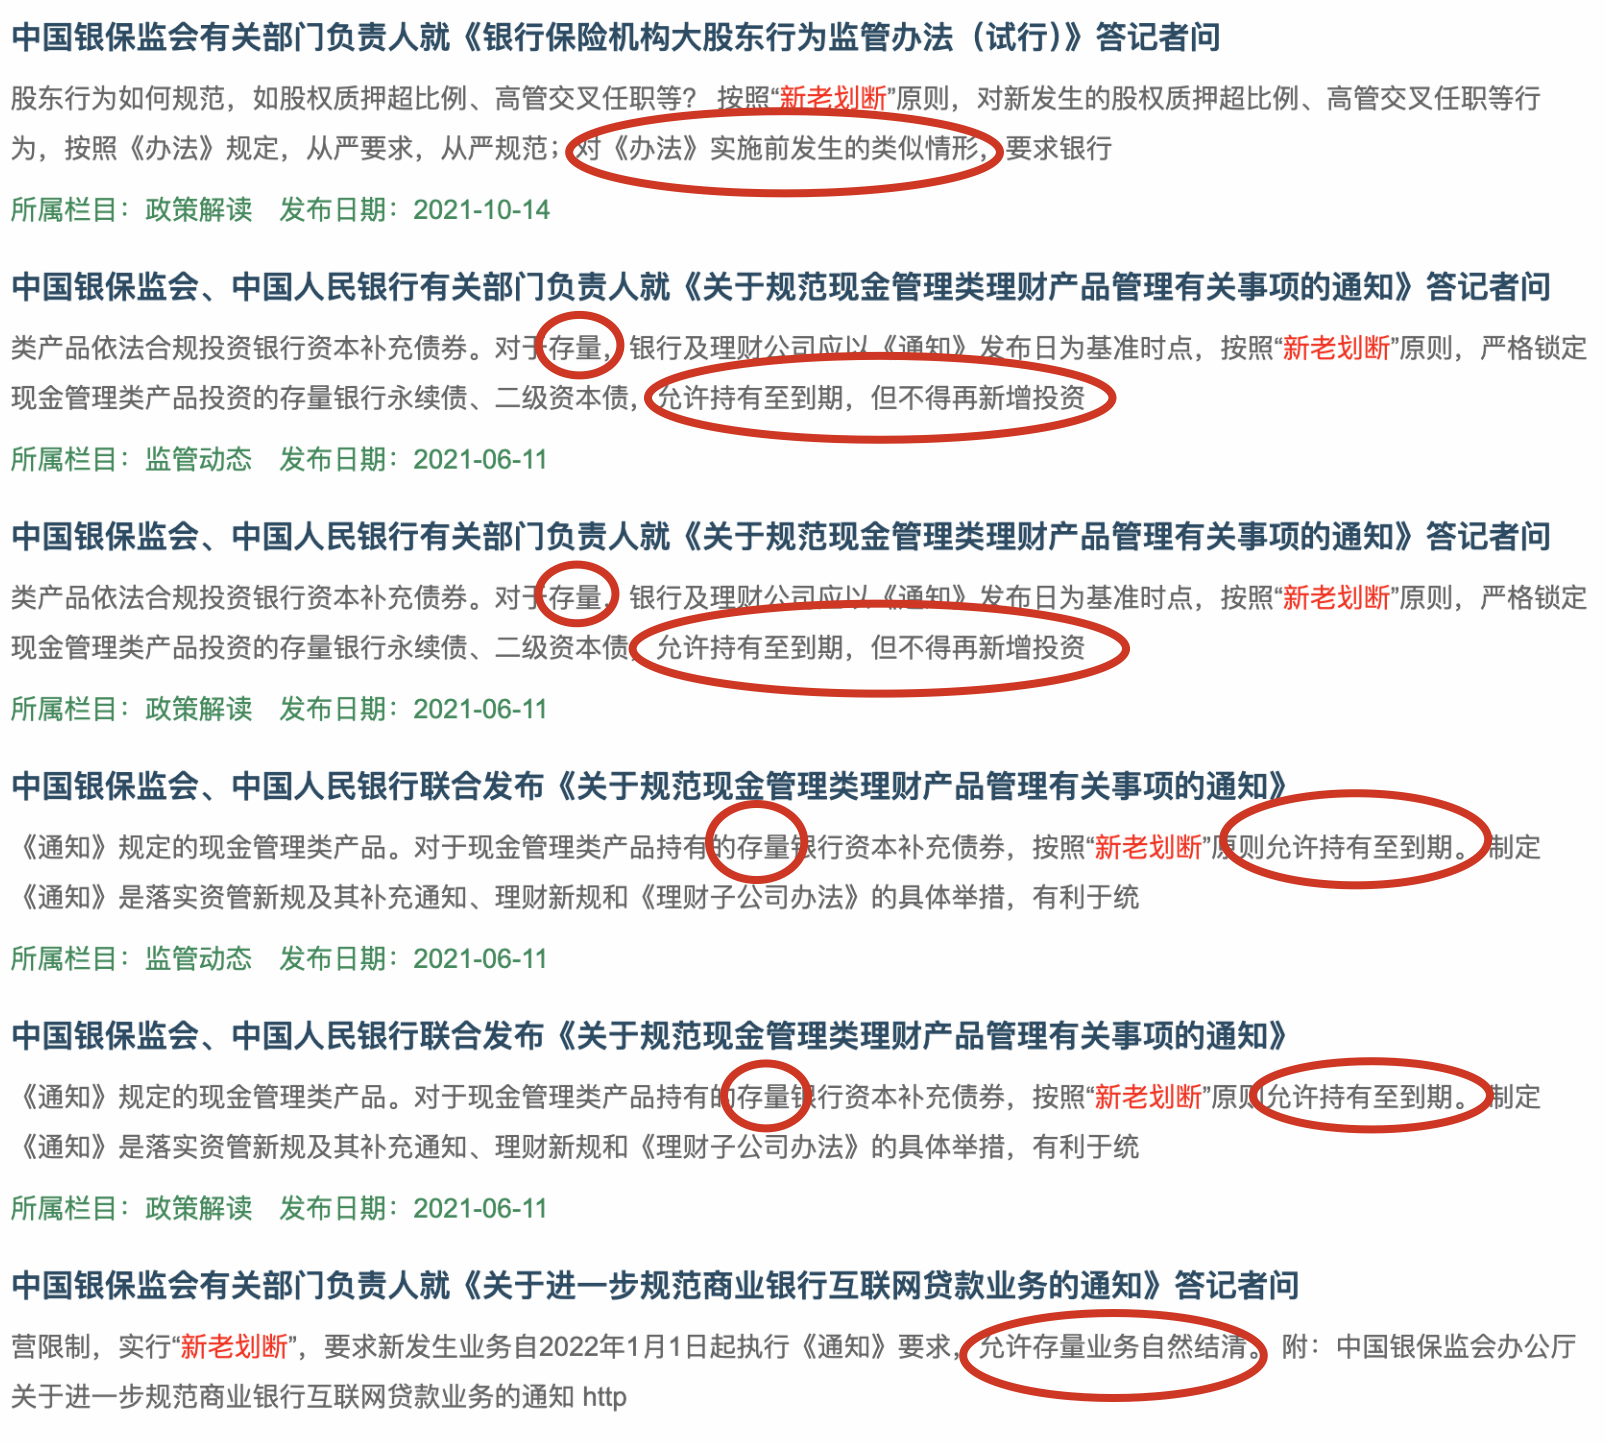 中国银保监会有关部门负责人就《银行保险机构大股东行为监管办法（试行）》答记者问
股东行为如何规范，如股权质押超比例、高管交叉任职等？ 按照“新老划断”原则，对新发生的股权质押超比例、高管交叉任职等行
为，按照《办法》规定，从严要求，从严规范；对《办法》实施前发生的类似情形，要求银行
所属栏目：政策解读 发布日期：2021-10-14
中国银保监会、中国人民银行有关部门负责人就《关于规范现金管理类理财产品管理有关事项的通知》答记者问
类产品依法合规投资银行资本补充债券。对于存量，银行及理财公司应以《通知》发布日为基准时点，按照“新老划断”原则，严格锁定
现金管理类产品投资的存量银行永续债、二级资本债，允许持有至到期，但不得再新增投资
所属栏目：监管动态 发布日期：2021-06-11
中国银保监会、中国人民银行有关部门负责人就《关于规范现金管理类理财产品管理有关事项的通知》答记者问
类产品依法合规投资银行资本补充债券。对于存量，银行及理财公司应以《通知》发布日为基准时点，按照“新老划断”原则，严格锁定
现金管理类产品投资的存量银行永续债、二级资本债，允许持有至到期，但不得再新增投资
所属栏目：政策解读 发布日期：2021-06-11
中国银保监会、中国人民银行联合发布《关于规范现金管理类理财产品管理有关事项的通知》
《通知》规定的现金管理类产品。对于现金管理类产品持有的存量银行资本补充债券，按照“新老划断”原则允许持有至到期。 制定
《通知》是落实资管新规及其补充通知、理财新规和《理财子公司办法》的具体举措，有利于统
所属栏目：监管动态 发布日期：2021-06-11
中国银保监会、中国人民银行联合发布《关于规范现金管理类理财产品管理有关事项的通知》
《通知》规定的现金管理类产品。对于现金管理类产品持有的存量银行资本补充债券，按照“新老划断”原则允许持有至到期。 制定
《通知》是落实资管新规及其补充通知、理财新规和《理财子公司办法》的具体举措，有利于统
所属栏目：政策解读 发布日期：2021-06-11
中国银保监会有关部门负责人就《关于进一步规范商业银行互联网贷款业务的通知》答记者问
营限制，实行“新老划断”，要求新发生业务自2022年1月1日起执行《通知》要求，允许存量业务自然结清。 附：中国银保监会办公厅
关于进一步规范商业银行互联网贷款业务的通知 http